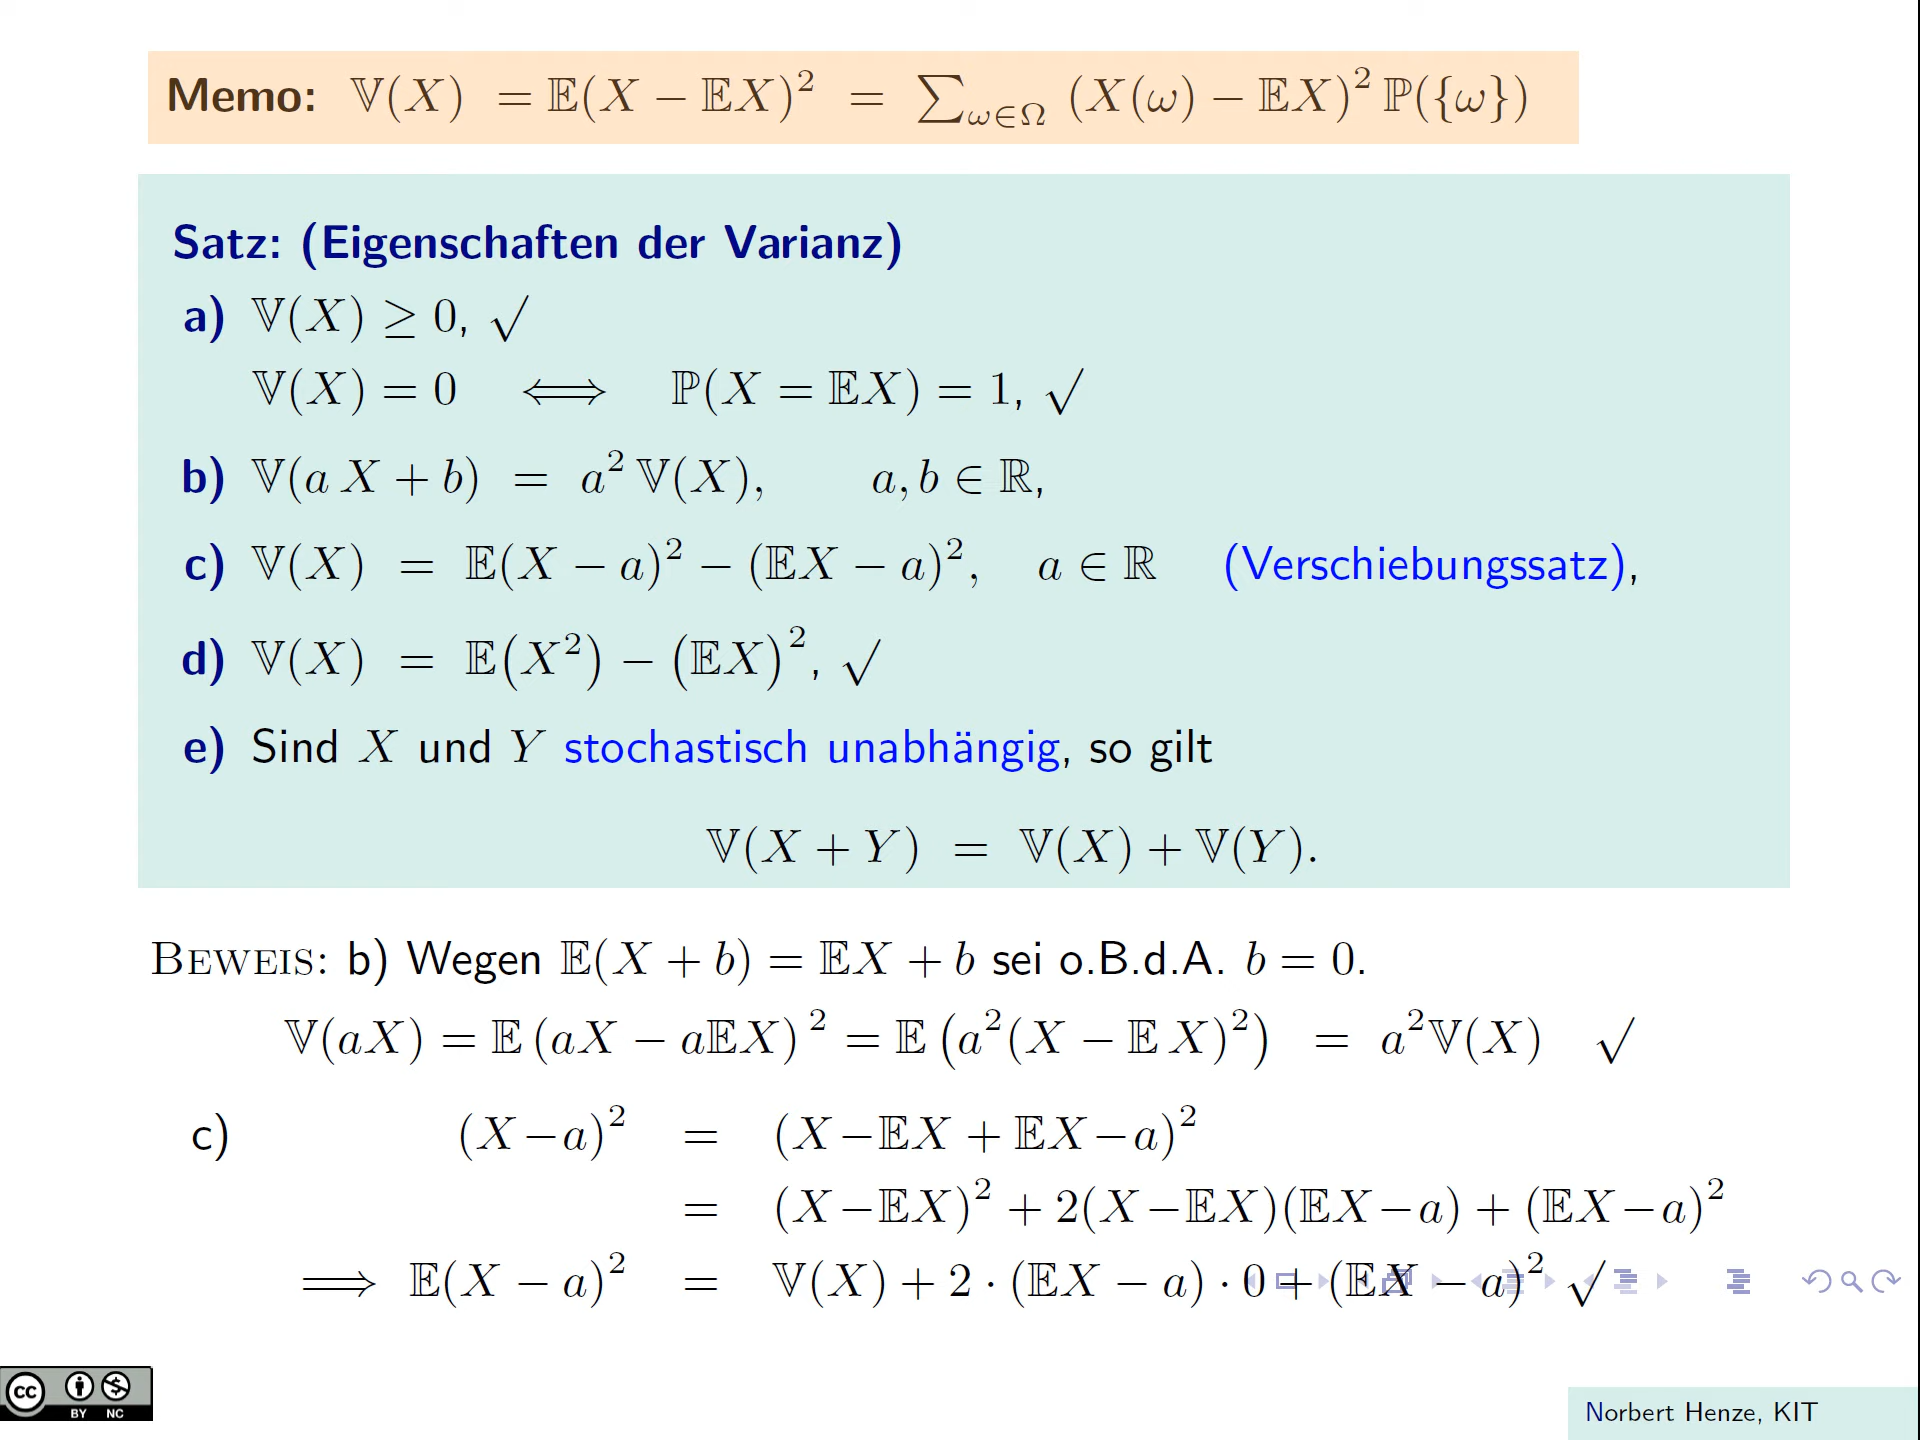 Memo: 𝕍(X) = 𝔼(X − 𝔼X)² = ∑_{ω∈Ω} (X(ω) − 𝔼X)² ℙ({ω})
Satz: (Eigenschaften der Varianz)
a) 𝕍(X) ≥ 0, √
𝕍(X) = 0 ⟺ ℙ(X = 𝔼X) = 1, √
b) 𝕍(a X + b) = a² 𝕍(X), a, b ∈ ℝ,
c) 𝕍(X) = 𝔼(X − a)² − (𝔼X − a)², a ∈ ℝ (Verschiebungssatz),
d) 𝕍(X) = 𝔼(X²) − (𝔼X)², √
e) Sind X und Y stochastisch unabhängig, so gilt
𝕍(X + Y) = 𝕍(X) + 𝕍(Y).
Beweis: b) Wegen 𝔼(X + b) = 𝔼X + b sei o.B.d.A. b = 0.
𝕍(aX) = 𝔼 (aX − a𝔼X)² = 𝔼 (a²(X − 𝔼 X)²) = a²𝕍(X) √
c) (X−a)² = (X−𝔼X + 𝔼X−a)²
= (X−𝔼X)² + 2(X−𝔼X)(𝔼X−a) + (𝔼X−a)²
⟹ 𝔼(X − a)² = 𝕍(X) + 2 · (𝔼X − a) · 0 + (𝔼X − a)² √
cc BY NC
Norbert Henze, KIT